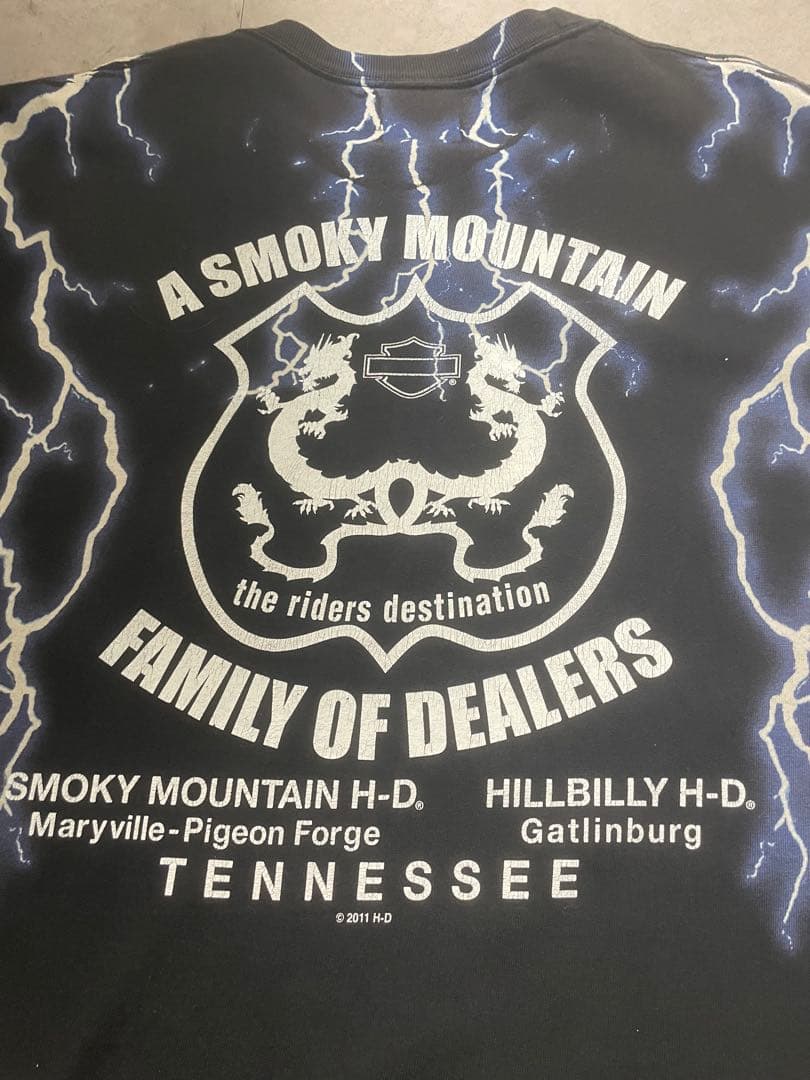 A SMOKY MOUNTAIN
®
the riders destination
FAMILY OF DEALERS
SMOKY MOUNTAIN H-D® HILLBILLY H-D®
Maryville-Pigeon Forge Gatlinburg
TENNESSEE
© 2011 H-D